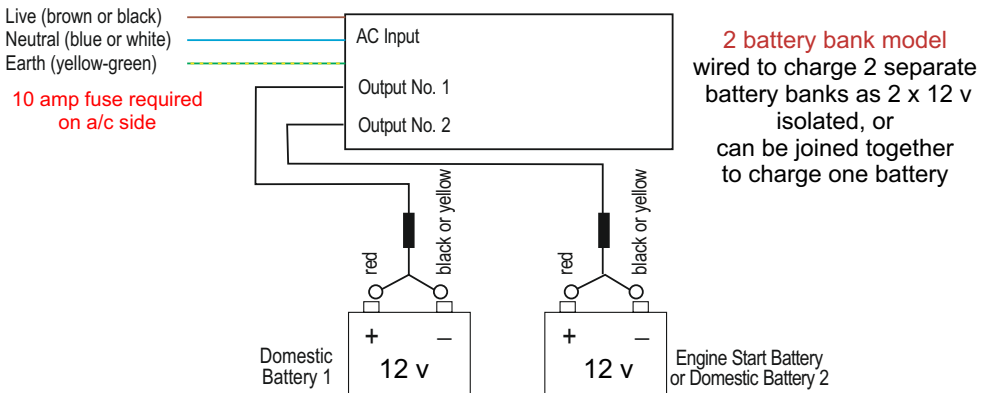 Live (brown or black)
Neutral (blue or white)
Earth (yellow-green)
10 amp fuse required
on a/c side
AC Input
Output No. 1
Output No. 2
2 battery bank model
wired to charge 2 separate
battery banks as 2 x 12 v
isolated, or
can be joined together
to charge one battery
red
black or yellow
red
black or yellow
+ –
12 v
+ –
12 v
Domestic
Battery 1
Engine Start Battery
or Domestic Battery 2